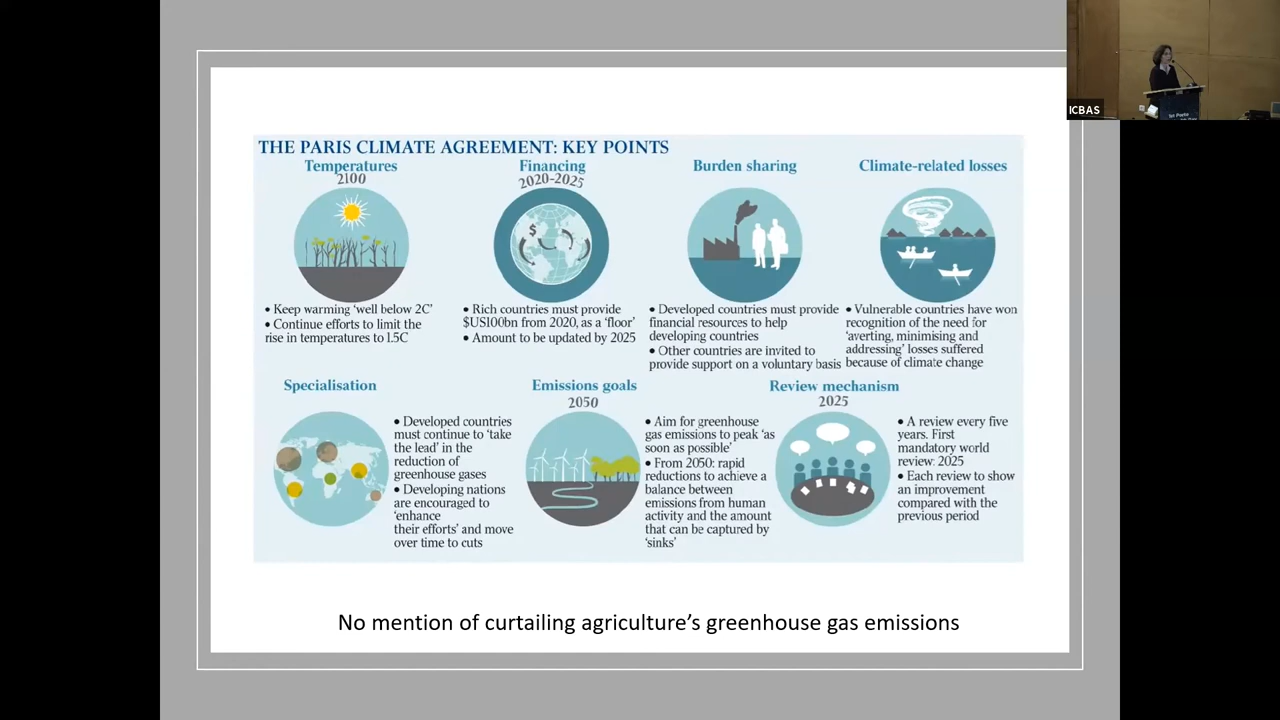 ICBAS
THE PARIS CLIMATE AGREEMENT: KEY POINTS
Temperatures
2100
• Keep warming ‘well below 2C’
• Continue efforts to limit the
rise in temperatures to 1.5C
Financing
2020-2025
$
• Rich countries must provide
$US100bn from 2020, as a ‘floor’
• Amount to be updated by 2025
Burden sharing
• Developed countries must provide
financial resources to help
developing countries
• Other countries are invited to
provide support on a voluntary basis
Climate-related losses
• Vulnerable countries have won
recognition of the need for
‘averting, minimising and
addressing’ losses suffered
because of climate change
Specialisation
• Developed countries
must continue to ‘take
the lead’ in the
reduction of
greenhouse gases
• Developing nations
are encouraged to
‘enhance
their efforts’ and move
over time to cuts
Emissions goals
2050
• Aim for greenhouse
gas emissions to peak ‘as
soon as possible’
• From 2050: rapid
reductions to achieve a
balance between
emissions from human
activity and the amount
that can be captured by
‘sinks’
Review mechanism
2025
• A review every five
years. First
mandatory world
review: 2025
• Each review to show
an improvement
compared with the
previous period
No mention of curtailing agriculture’s greenhouse gas emissions